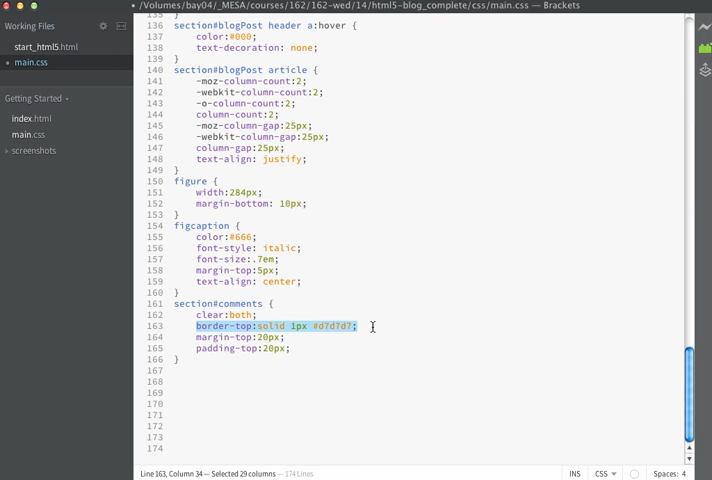 • /Volumes/bay04/_MESA/courses/162/162-wed/14/html5-blog_complete/css/main.css — Brackets
Working Files
start_html5.html
• main.css
Getting Started
index.html
main.css
screenshots
135 }
136 section#blogPost header a:hover {
137 color:#000;
138 text-decoration: none;
139 }
140 section#blogPost article {
141 -moz-column-count:2;
142 -webkit-column-count:2;
143 -o-column-count:2;
144 column-count:2;
145 -moz-column-gap:25px;
146 -webkit-column-gap:25px;
147 column-gap:25px;
148 text-align: justify;
149 }
150 figure {
151 width:284px;
152 margin-bottom: 10px;
153 }
154 figcaption {
155 color:#666;
156 font-style: italic;
157 font-size:.7em;
158 margin-top:5px;
159 text-align: center;
160 }
161 section#comments {
162 clear:both;
163 border-top:solid 1px #d7d7d7;
164 margin-top:20px;
165 padding-top:20px;
166 }
167
168
169
170
171
172
173
174
Line 163, Column 34 — Selected 29 columns — 174 Lines
INS
CSS
Spaces: 4